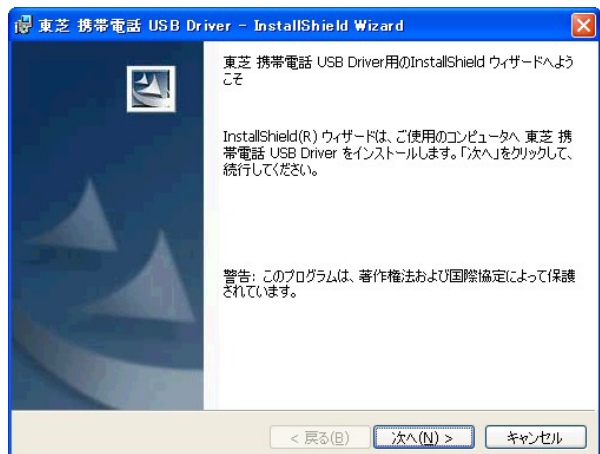 東芝 携帯電話 USB Driver - InstallShield Wizard
東芝 携帯電話 USB Driver用のInstallShield ウィザードへよう
こそ
InstallShield(R) ウィザードは、ご使用のコンピュータへ 東芝 携
帯電話 USB Driver をインストールします。「次へ」をクリックして、
続行してください。
警告: このプログラムは、著作権法および国際協定によって保護
されています。
< 戻る(B) 次へ(N) > キャンセル